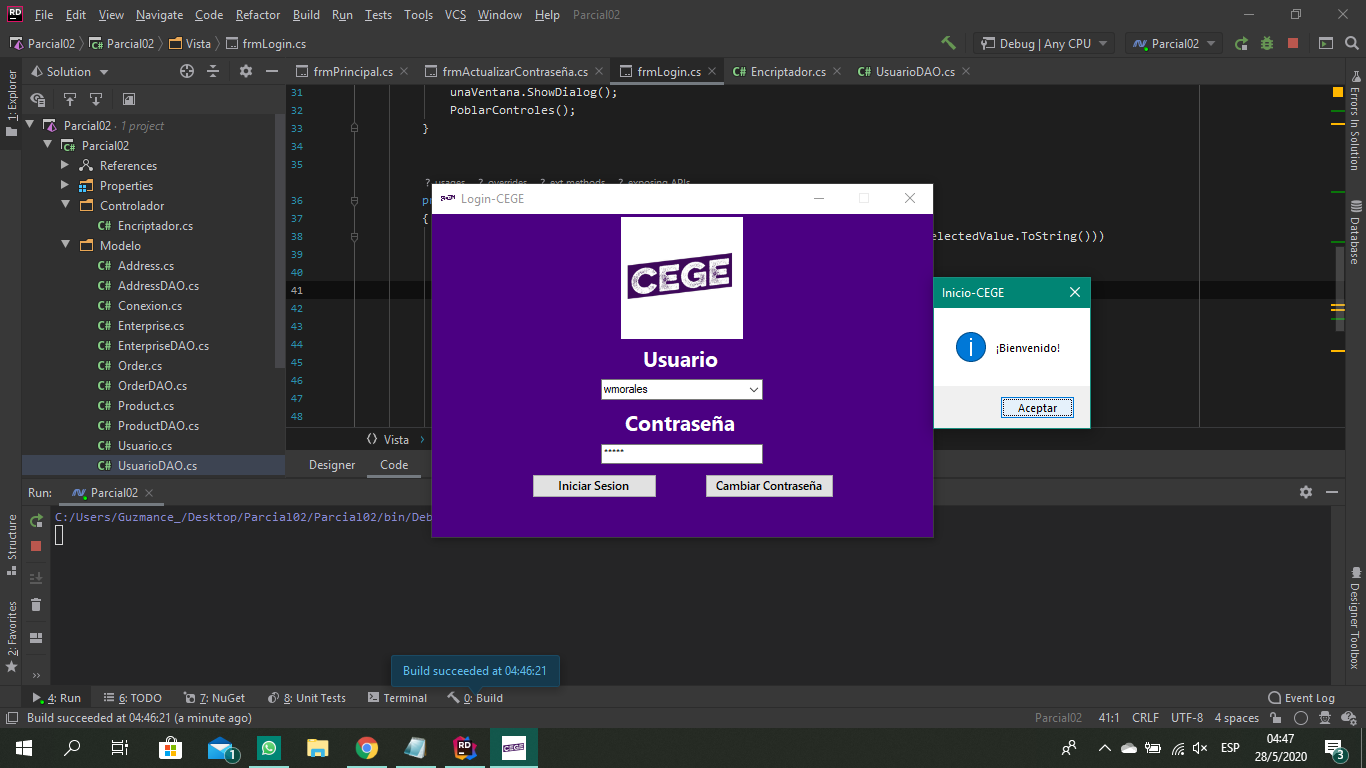 File Edit View Navigate Code Refactor Build Run Tests Tools VCS Window Help Parcial02
Parcial02 Parcial02 Vista frmLogin.cs Debug | Any CPU Parcial02
Solution
frmPrincipal.cs frmActualizarContraseña.cs frmLogin.cs Encriptador.cs UsuarioDAO.cs
1: Explorer
Parcial02 · 1 project
Parcial02
References
Properties
Controlador
Encriptador.cs
Modelo
Address.cs
AddressDAO.cs
Conexion.cs
Enterprise.cs
EnterpriseDAO.cs
Order.cs
OrderDAO.cs
Product.cs
ProductDAO.cs
Usuario.cs
UsuarioDAO.cs
31 unaVentana.ShowDialog();
32 PoblarControles();
33 }
34
35
? usages ? overrides ? ext methods ? exposing APIs
36 pr
37 {
38 electedValue.ToString()))
39
40
41
42
43
44
45
46
47
48
Login-CEGE
CEGE
Usuario
wmorales
Contraseña
*****
Iniciar Sesion Cambiar Contraseña
Inicio-CEGE
¡Bienvenido!
Aceptar
Vista
Designer Code
Errors In Solution
Database
Designer Toolbox
Run: Parcial02
C:/Users/Guzmance_/Desktop/Parcial02/Parcial02/bin/Deb
Structure
2: Favorites
Build succeeded at 04:46:21
4: Run 6: TODO 7: NuGet 8: Unit Tests Terminal 0: Build Event Log
Build succeeded at 04:46:21 (a minute ago) Parcial02 41:1 CRLF UTF-8 4 spaces
1 RD CEGE ESP 04:47
28/5/2020
3